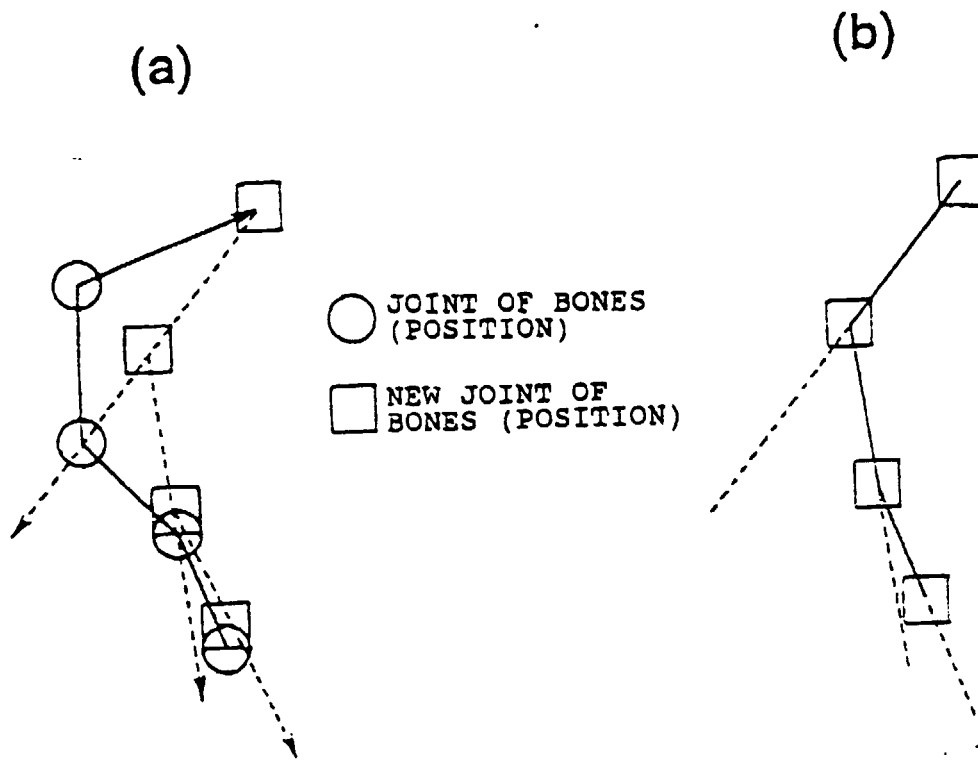 (a)
(b)
JOINT OF BONES
(POSITION)
NEW JOINT OF
BONES (POSITION)